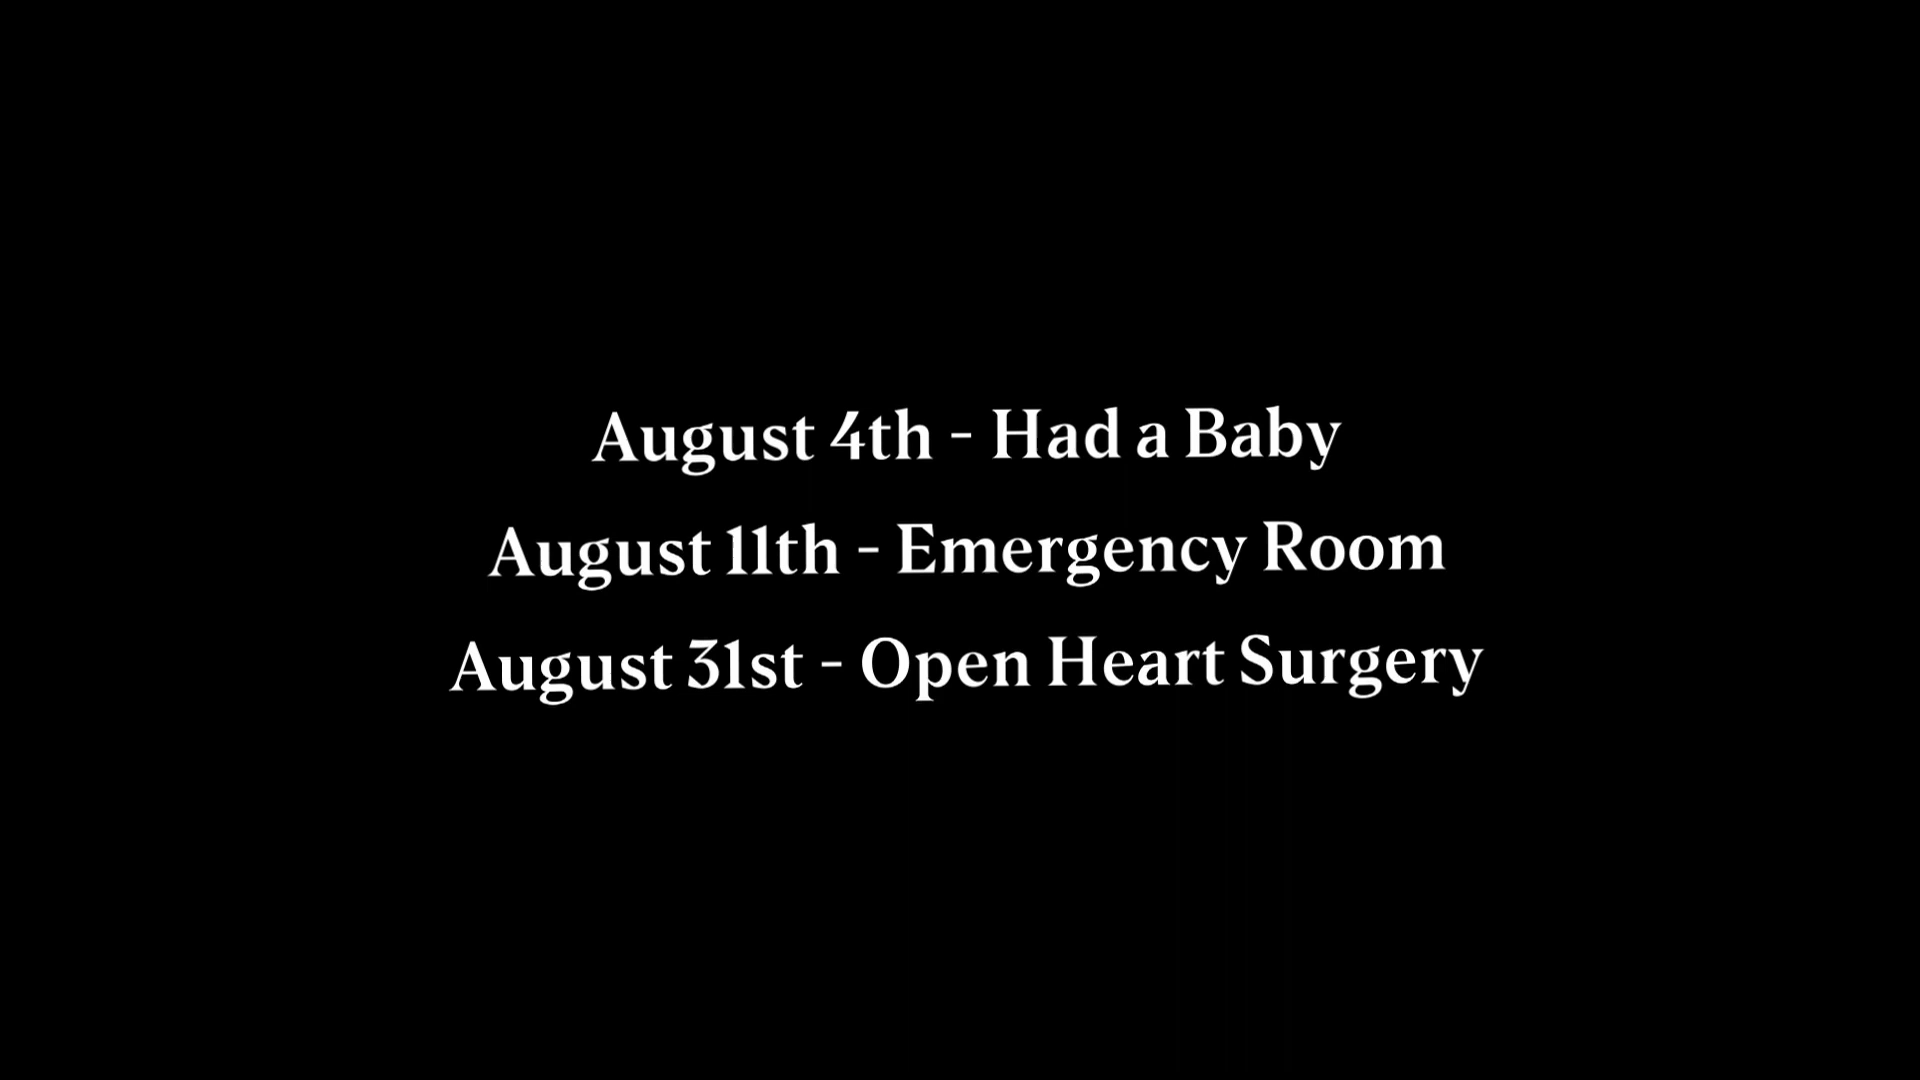 August 4th - Had a Baby
August 11th - Emergency Room
August 31st - Open Heart Surgery